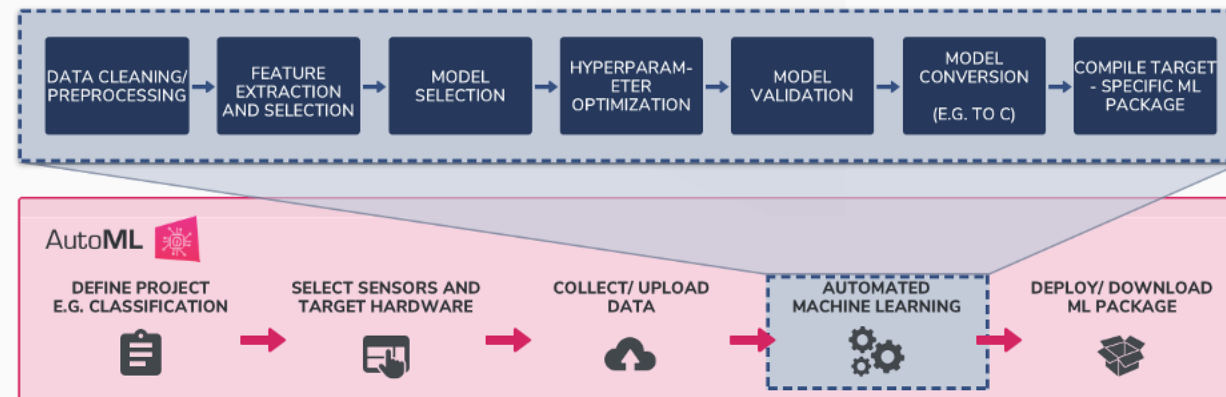 DATA CLEANING/
PREPROCESSING
FEATURE
EXTRACTION
AND SELECTION
MODEL
SELECTION
HYPERPARAM-
ETER
OPTIMIZATION
MODEL
VALIDATION
MODEL
CONVERSION
(E.G. TO C)
COMPILE TARGET
- SPECIFIC ML
PACKAGE
AutoML
DEFINE PROJECT
E.G. CLASSIFICATION
SELECT SENSORS AND
TARGET HARDWARE
COLLECT/ UPLOAD
DATA
AUTOMATED
MACHINE LEARNING
DEPLOY/ DOWNLOAD
ML PACKAGE